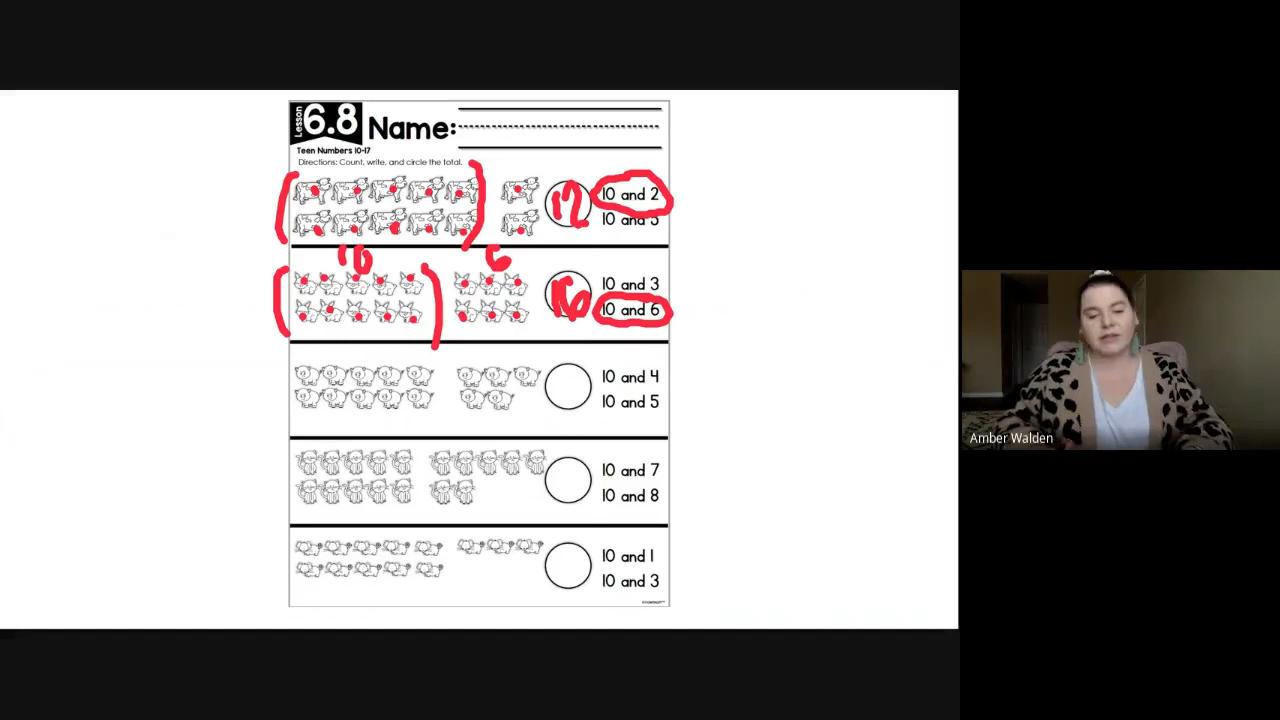 Lesson 6.8
Name:
Teen Numbers 10-17
Directions: Count, write, and circle the total.
12
10 and 2
10 and 5
10
6
16
10 and 3
10 and 6
10 and 4
10 and 5
10 and 7
10 and 8
10 and 1
10 and 3
Amber Walden